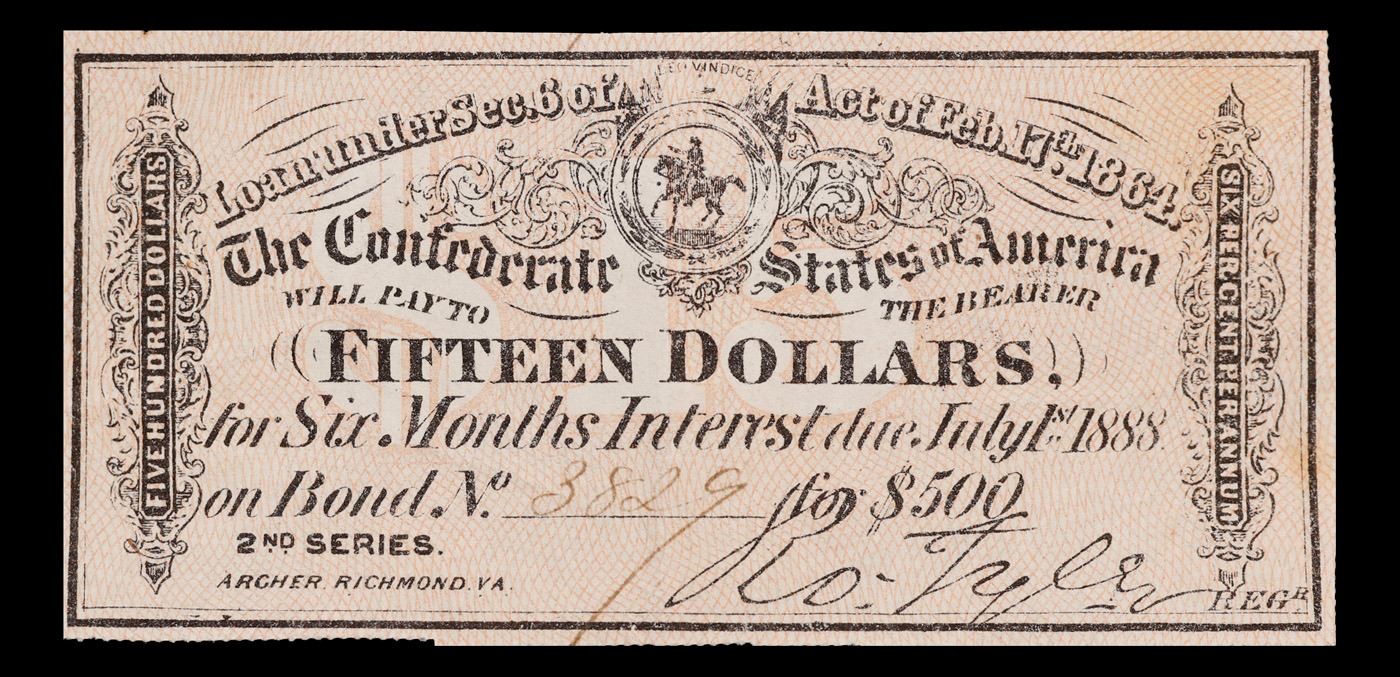 DEO VINDICE
Loan under Sec. 6 of Act of Feb. 17th 1864.
The Confederate States of America
WILL PAY TO THE BEARER
FIFTEEN DOLLARS,
for Six Months Interest due July 1st 1888
on Bond No. 3829 for $500
2ND SERIES.
Ro: Tyler
ARCHER. RICHMOND. VA.
REGR
FIVE HUNDRED DOLLARS
SIX PER CENT PER ANNUM